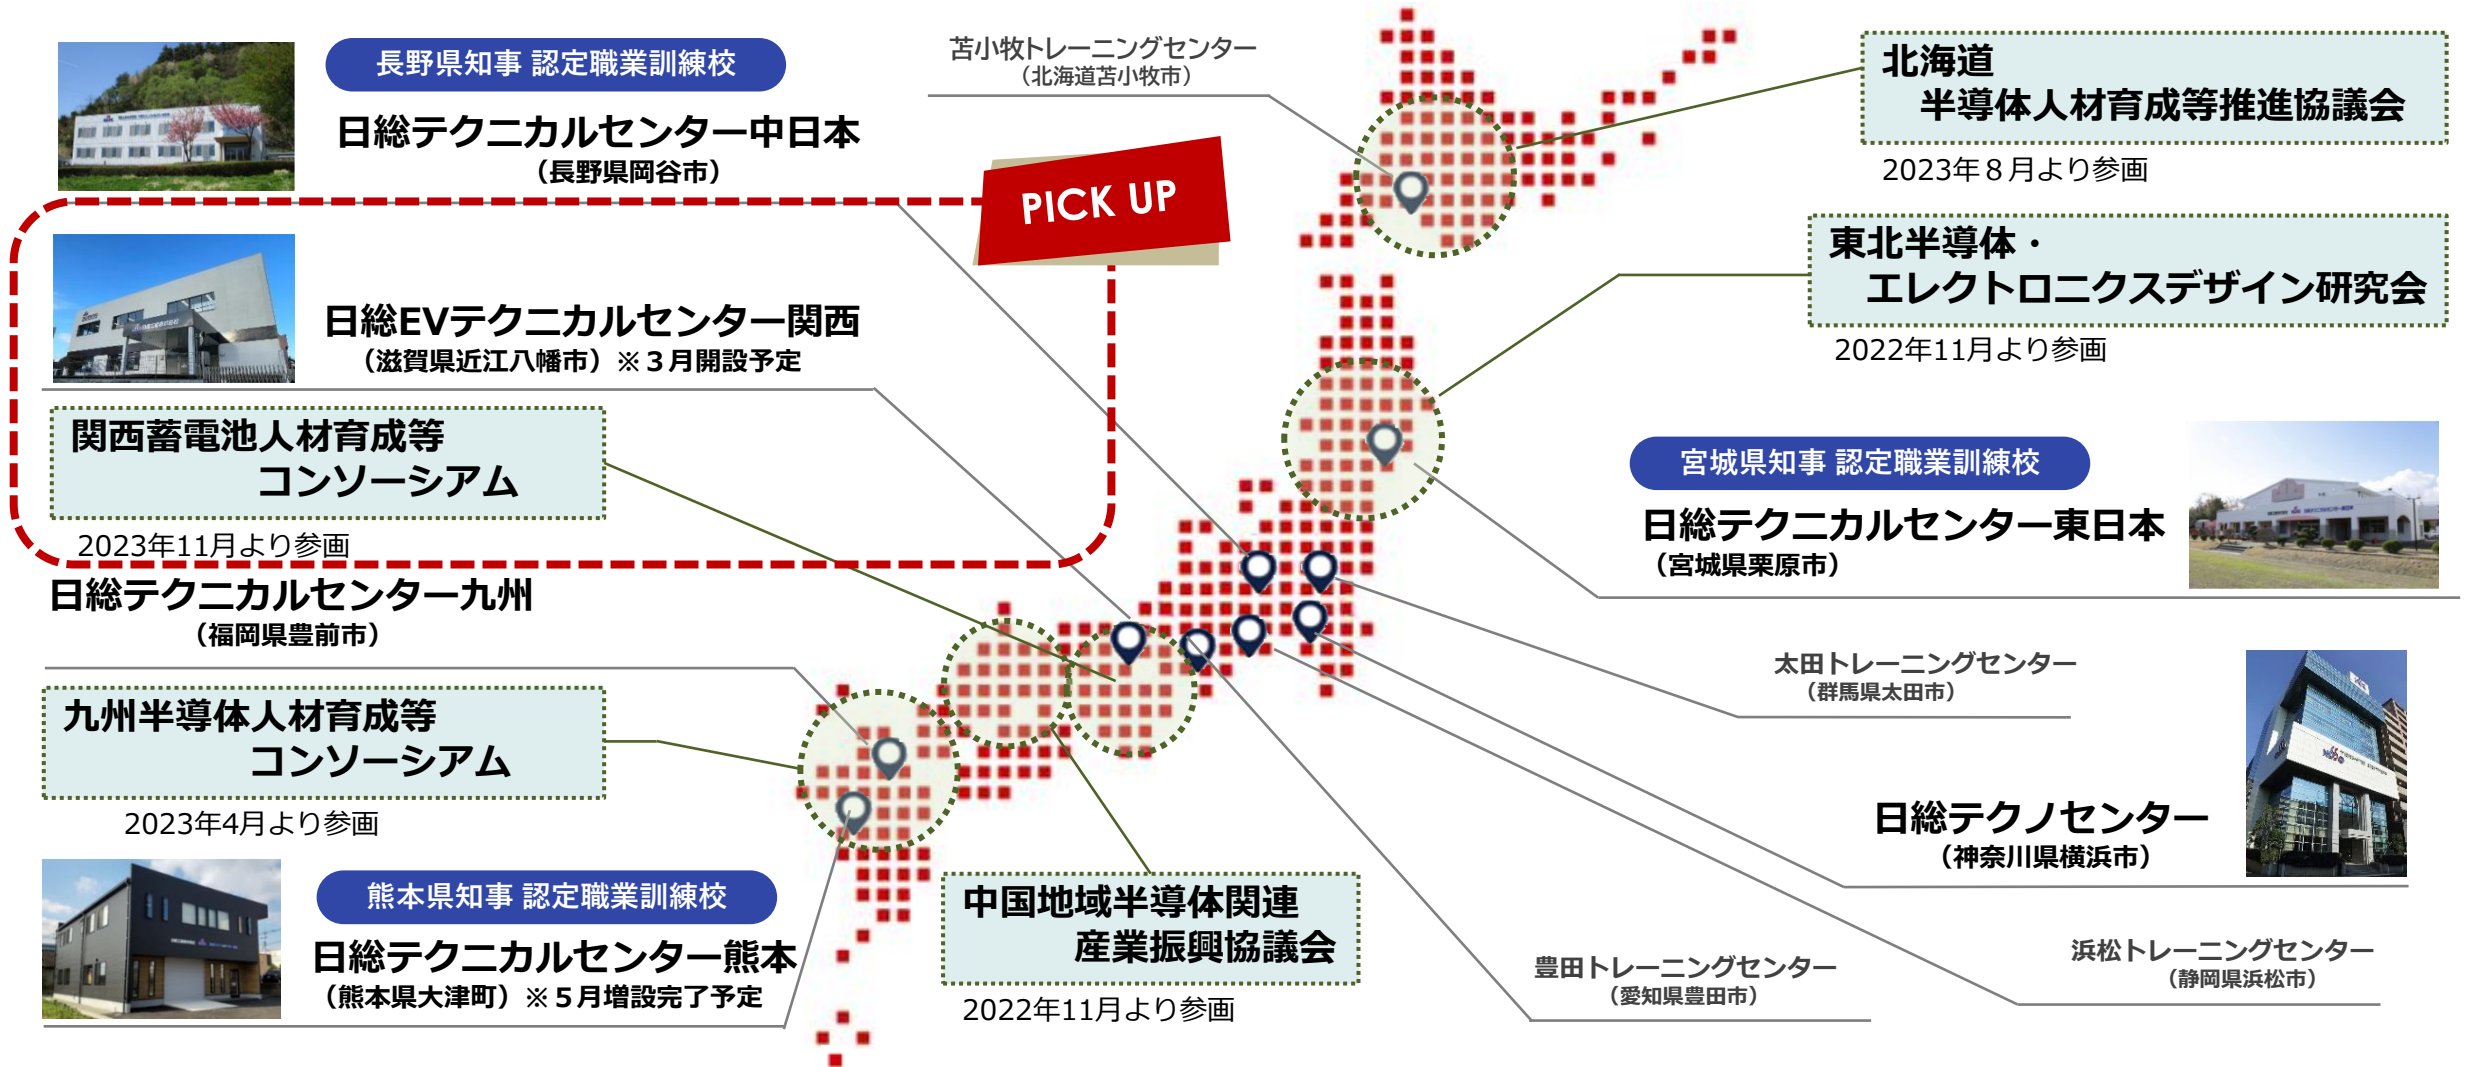 長野県知事 認定職業訓練校
日総テクニカルセンター中日本
（長野県岡谷市）
苫小牧トレーニングセンター
（北海道苫小牧市）
北海道
半導体人材育成等推進協議会
2023年８月より参画
PICK UP
日総EVテクニカルセンター関西
（滋賀県近江八幡市）※３月開設予定
東北半導体・
エレクトロニクスデザイン研究会
2022年11月より参画
関西蓄電池人材育成等
コンソーシアム
2023年11月より参画
宮城県知事 認定職業訓練校
日総テクニカルセンター東日本
（宮城県栗原市）
日総テクニカルセンター九州
（福岡県豊前市）
太田トレーニングセンター
（群馬県太田市）
九州半導体人材育成等
コンソーシアム
2023年4月より参画
日総テクノセンター
（神奈川県横浜市）
熊本県知事 認定職業訓練校
日総テクニカルセンター熊本
（熊本県大津町）※５月増設完了予定
中国地域半導体関連
産業振興協議会
2022年11月より参画
豊田トレーニングセンター
（愛知県豊田市）
浜松トレーニングセンター
（静岡県浜松市）